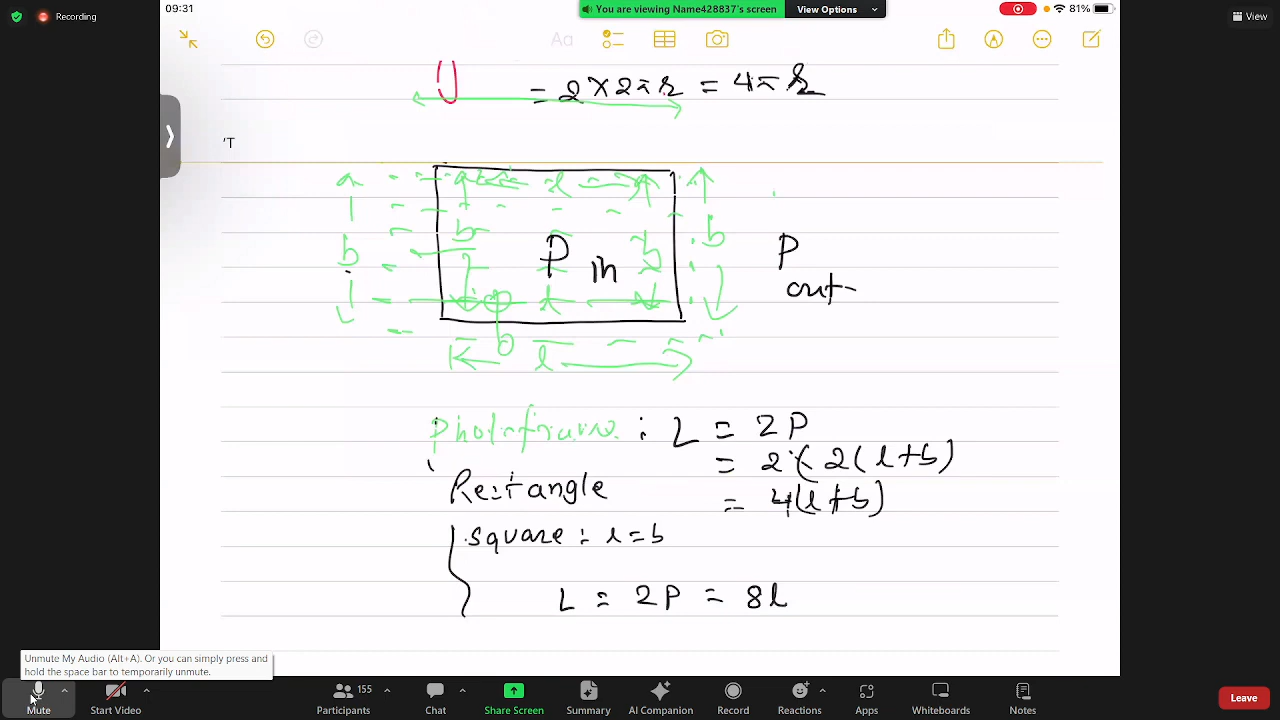 09:31
Recording
You are viewing Name428837's screen
View Options
81%
View
Aa
= 2 × 2πr = 4πr
'T
l
b
b
b
b
P in
P
out
l
l
Photoframe : L = 2P
= 2 × 2(l+b)
Rectangle
= 4(l+b)
square : l = b
L = 2P = 8l
Unmute My Audio (Alt+A). Or you can simply press and
hold the space bar to temporarily unmute.
Mute
Start Video
155
Participants
Chat
Share Screen
Summary
AI Companion
Record
Reactions
Apps
Whiteboards
Notes
Leave